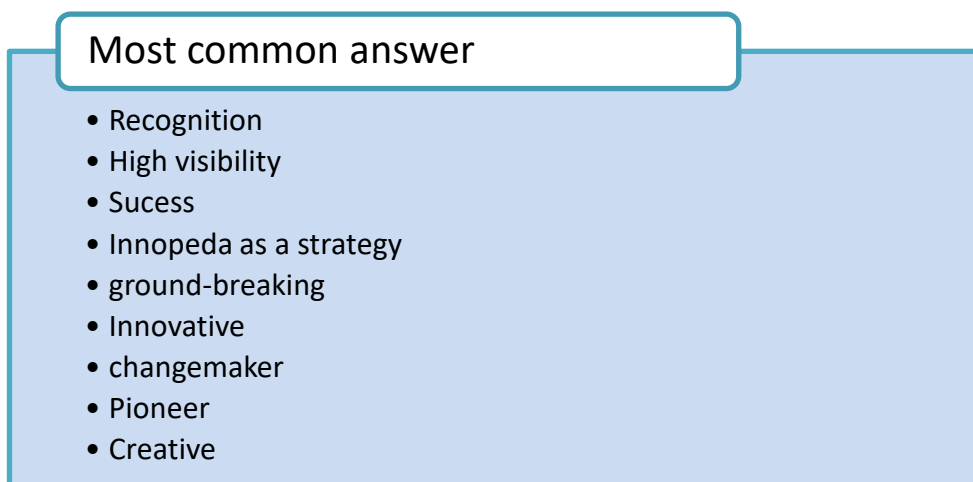 Most common answer
• Recognition
• High visibility
• Sucess
• Innopeda as a strategy
• ground-breaking
• Innovative
• changemaker
• Pioneer
• Creative